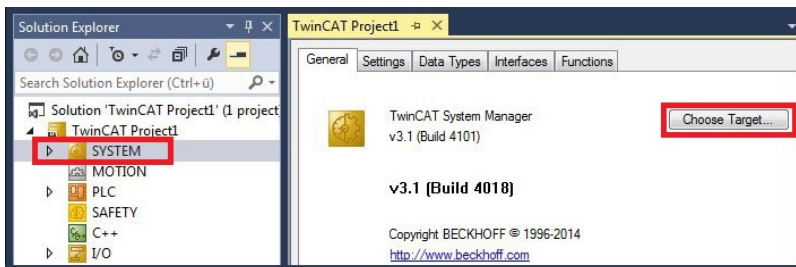 Solution Explorer
Search Solution Explorer (Ctrl+ü)
Solution 'TwinCAT Project1' (1 project
TwinCAT Project1
SYSTEM
MOTION
PLC
SAFETY
C++
I/O
TwinCAT Project1
General Settings Data Types Interfaces Functions
TwinCAT System Manager
v3.1 (Build 4101)
Choose Target...
v3.1 (Build 4018)
Copyright BECKHOFF © 1996-2014
http://www.beckhoff.com